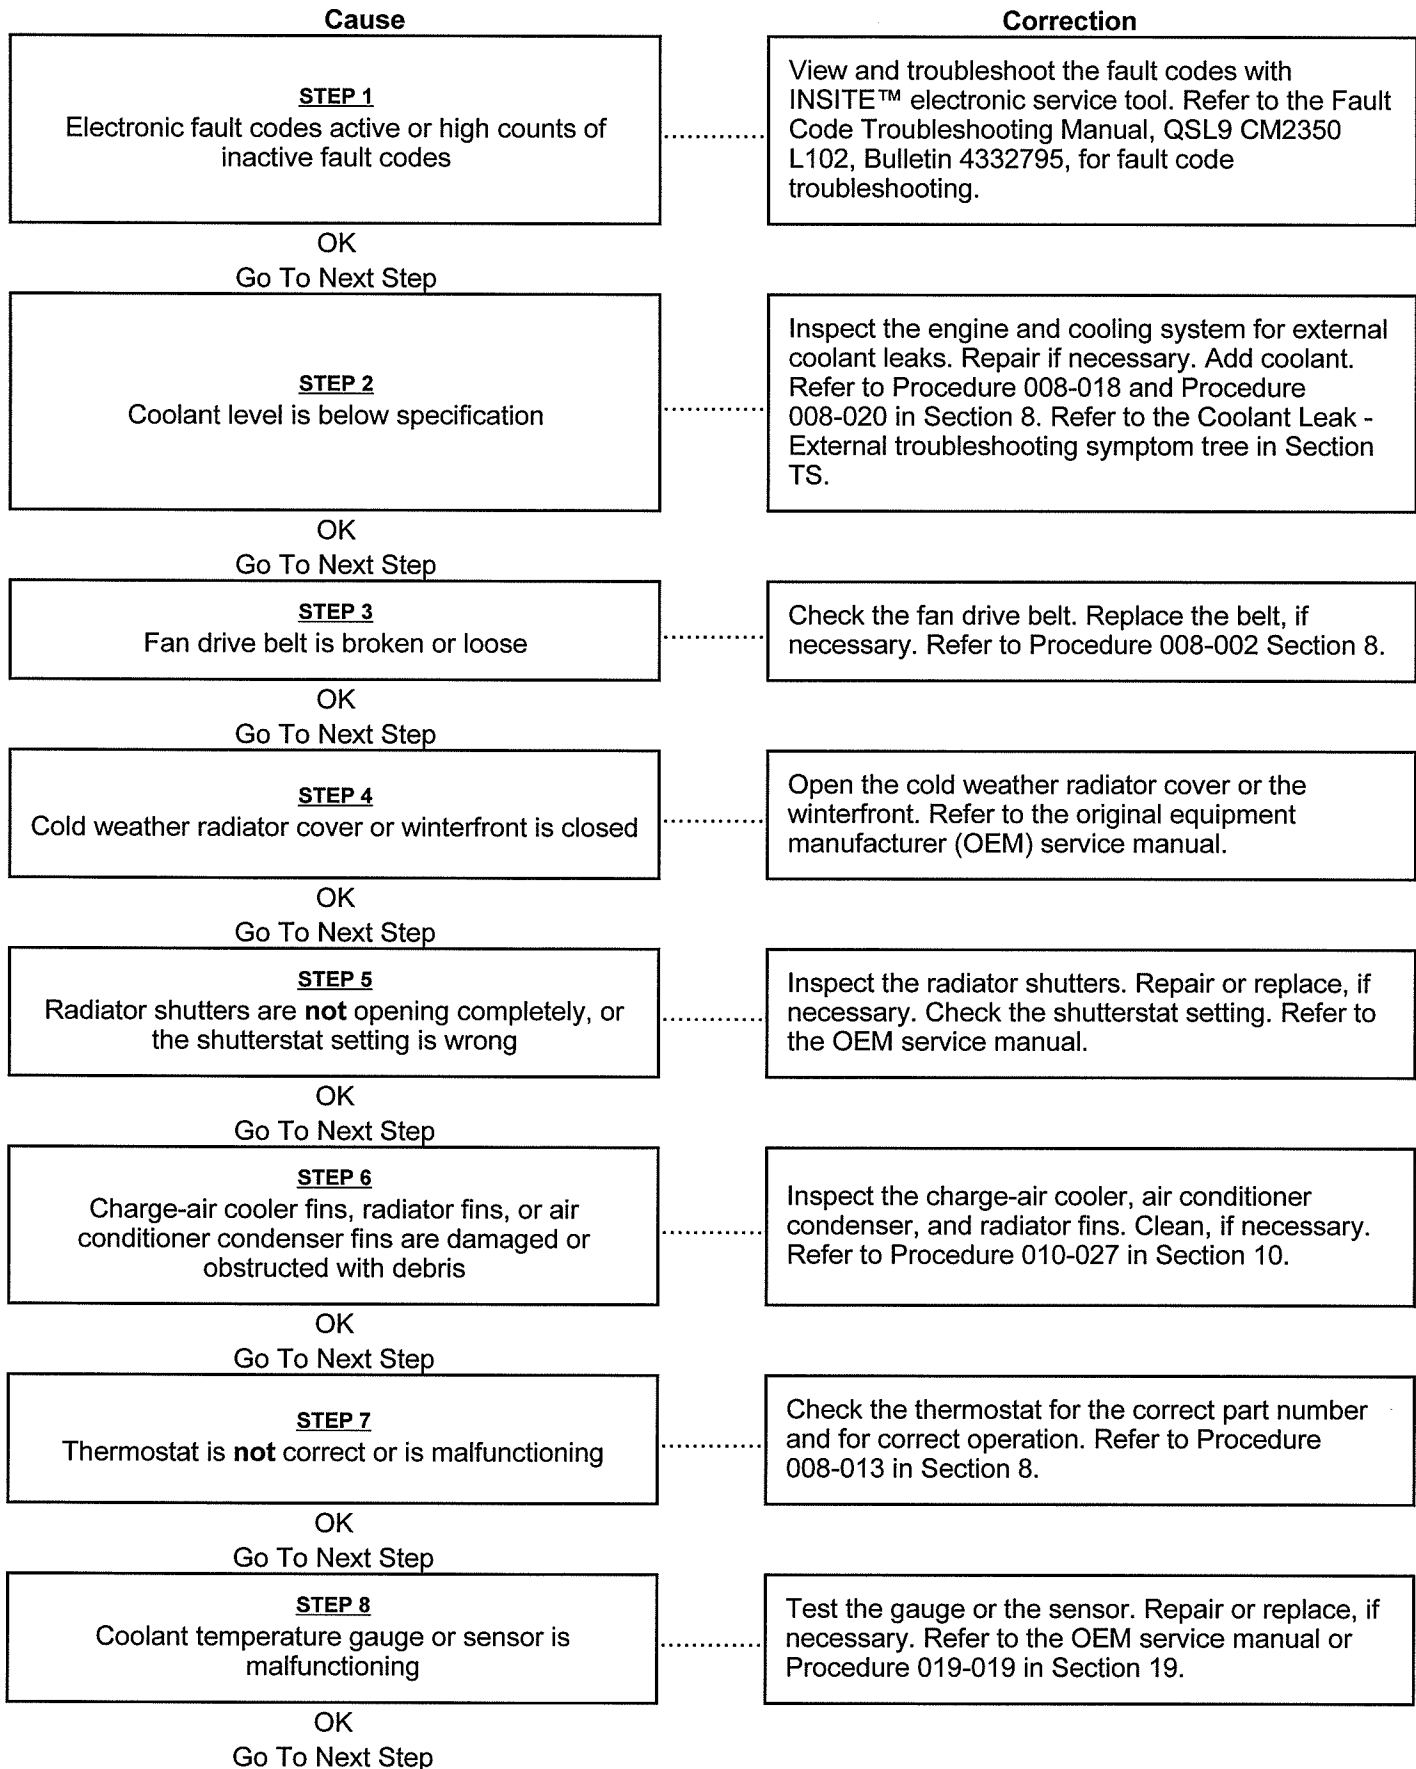 Cause
Correction
STEP 1
Electronic fault codes active or high counts of
inactive fault codes
View and troubleshoot the fault codes with
INSITE™ electronic service tool. Refer to the Fault
Code Troubleshooting Manual, QSL9 CM2350
L102, Bulletin 4332795, for fault code
troubleshooting.
OK
Go To Next Step
STEP 2
Coolant level is below specification
Inspect the engine and cooling system for external
coolant leaks. Repair if necessary. Add coolant.
Refer to Procedure 008-018 and Procedure
008-020 in Section 8. Refer to the Coolant Leak -
External troubleshooting symptom tree in Section
TS.
OK
Go To Next Step
STEP 3
Fan drive belt is broken or loose
Check the fan drive belt. Replace the belt, if
necessary. Refer to Procedure 008-002 Section 8.
OK
Go To Next Step
STEP 4
Cold weather radiator cover or winterfront is closed
Open the cold weather radiator cover or the
winterfront. Refer to the original equipment
manufacturer (OEM) service manual.
OK
Go To Next Step
STEP 5
Radiator shutters are not opening completely, or
the shutterstat setting is wrong
Inspect the radiator shutters. Repair or replace, if
necessary. Check the shutterstat setting. Refer to
the OEM service manual.
OK
Go To Next Step
STEP 6
Charge-air cooler fins, radiator fins, or air
conditioner condenser fins are damaged or
obstructed with debris
Inspect the charge-air cooler, air conditioner
condenser, and radiator fins. Clean, if necessary.
Refer to Procedure 010-027 in Section 10.
OK
Go To Next Step
STEP 7
Thermostat is not correct or is malfunctioning
Check the thermostat for the correct part number
and for correct operation. Refer to Procedure
008-013 in Section 8.
OK
Go To Next Step
STEP 8
Coolant temperature gauge or sensor is
malfunctioning
Test the gauge or the sensor. Repair or replace, if
necessary. Refer to the OEM service manual or
Procedure 019-019 in Section 19.
OK
Go To Next Step